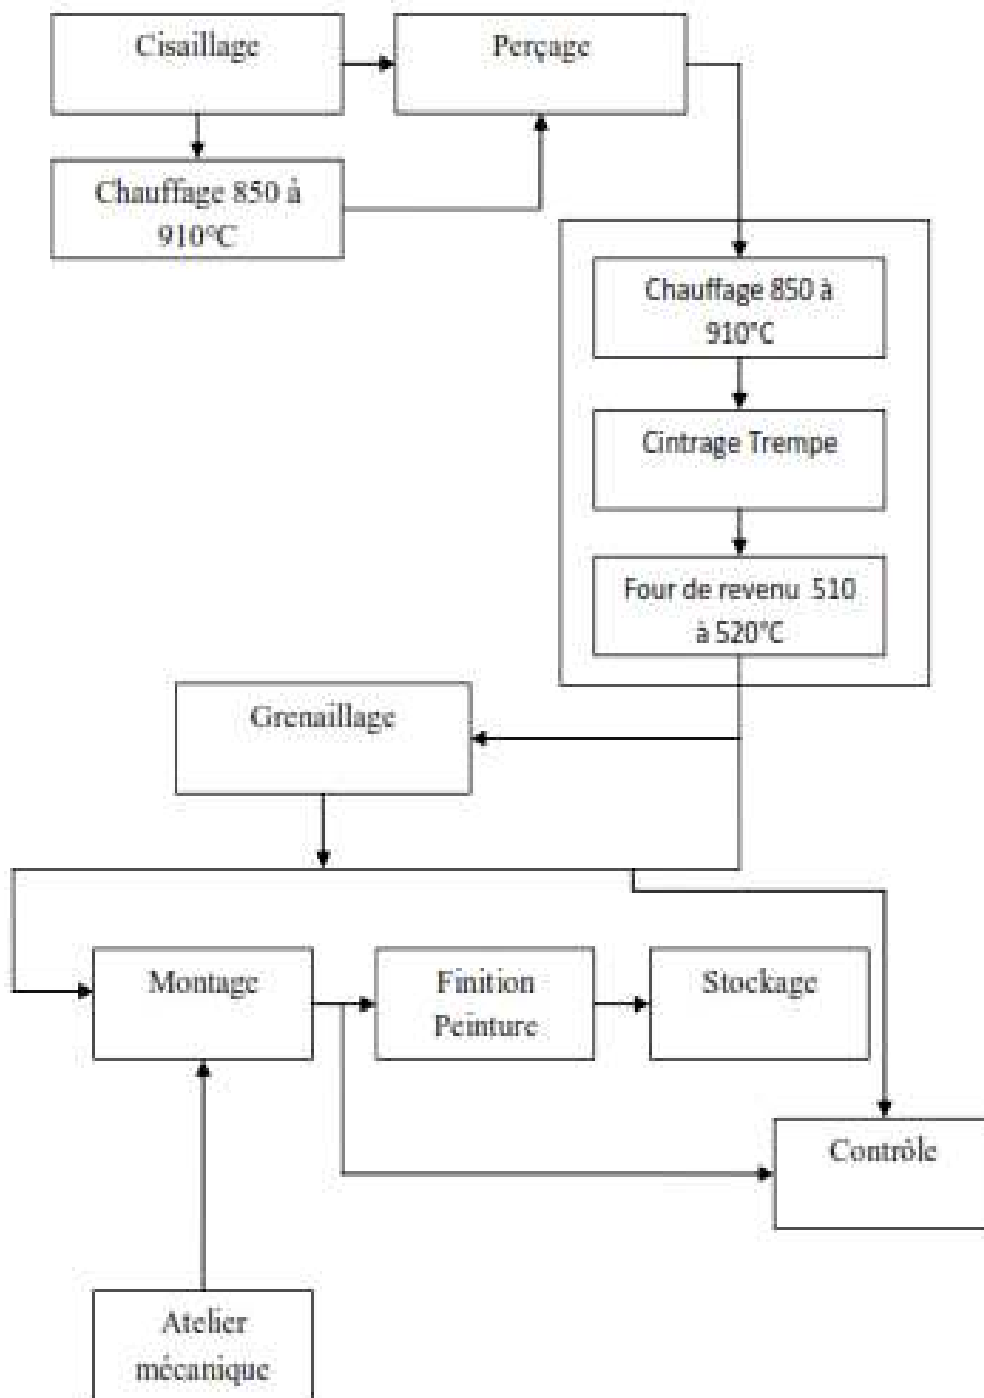 Cisaillage
Perçage
Chauffage 850 à
910°C
Chauffage 850 à
910°C
Cintrage Trempe
Four de revenu 510
à 520°C
Grenaillage
Montage
Finition
Peinture
Stockage
Contrôle
Atelier
mécanique